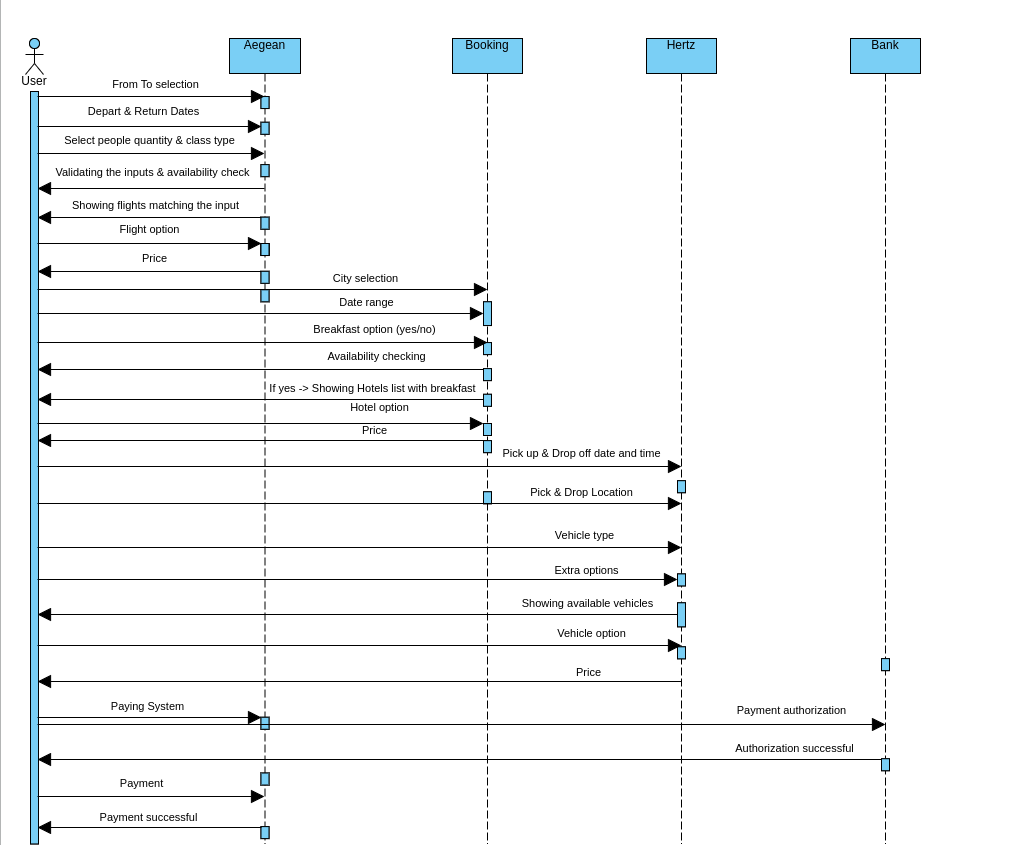 Aegean
Booking
Hertz
Bank
User
From To selection
Depart & Return Dates
Select people quantity & class type
Validating the inputs & availability check
Showing flights matching the input
Flight option
Price
City selection
Date range
Breakfast option (yes/no)
Availability checking
If yes -> Showing Hotels list with breakfast
Hotel option
Price
Pick up & Drop off date and time
Pick & Drop Location
Vehicle type
Extra options
Showing available vehicles
Vehicle option
Price
Paying System
Payment authorization
Authorization successful
Payment
Payment successful